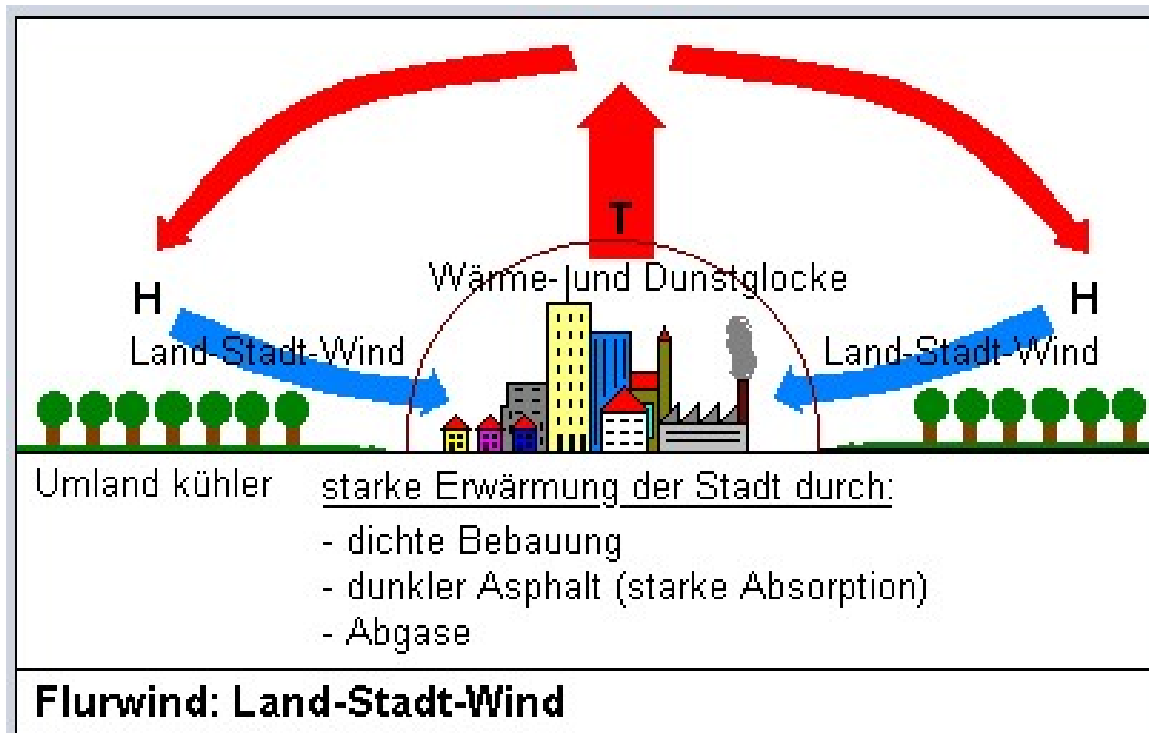 T
Wärme- und Dunstglocke
H
H
Land-Stadt-Wind
Land-Stadt-Wind
Umland kühler
starke Erwärmung der Stadt durch:
- dichte Bebauung
- dunkler Asphalt (starke Absorption)
- Abgase
Flurwind: Land-Stadt-Wind